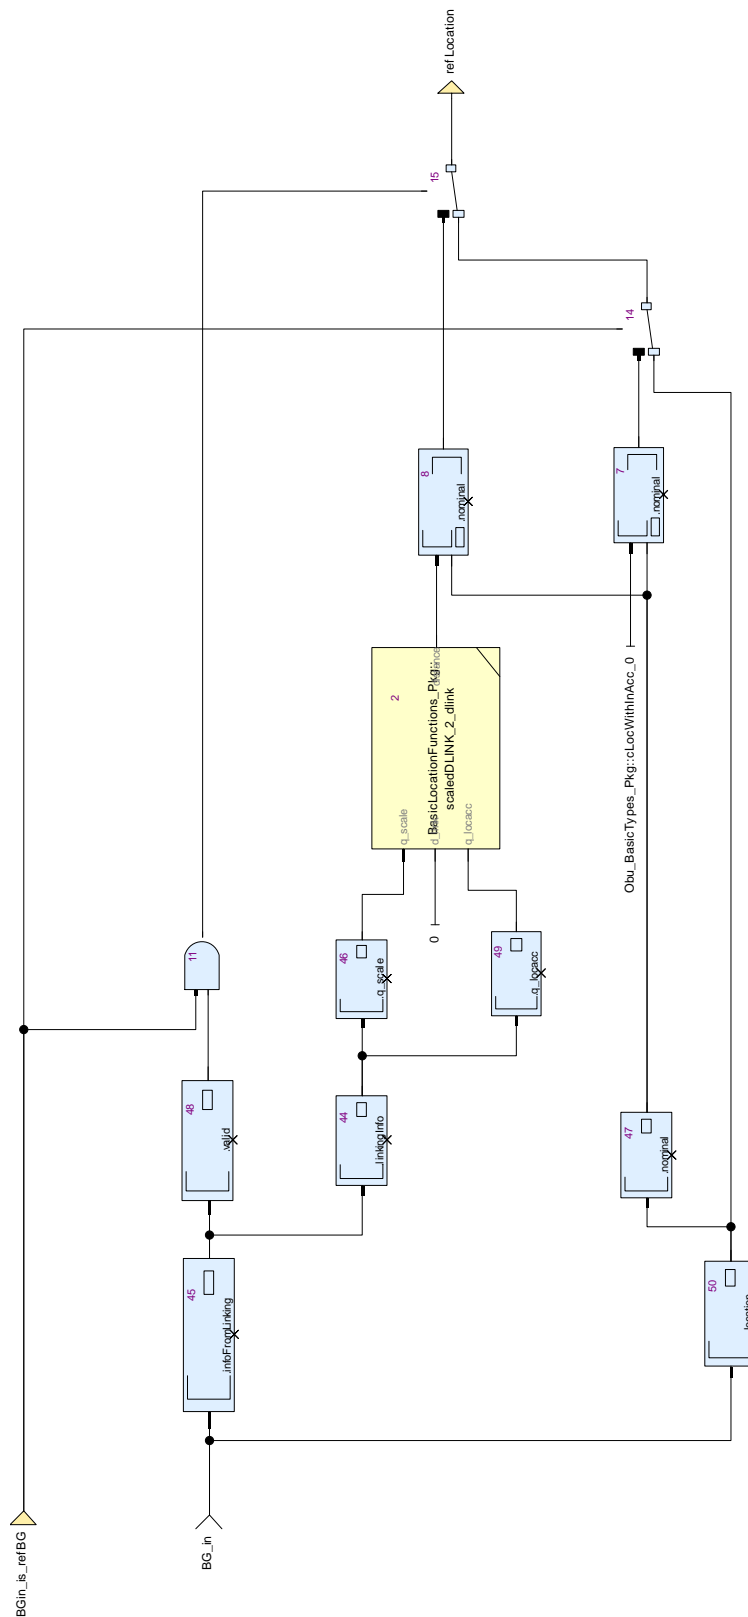 ref Location
15
14
8
.nominal
7
.nominal
2
BasicLocationFunctions_Pkg::
scaledDLINK_2_dlink
q_scale
q_locacc
0
Obu_BasicTypes_Pkg::cLocWithInAcc_0
11
46
.q_scale
49
.q_locacc
48
.valid
44
.linkingInfo
47
.nominal
45
.infoFromLinking
50
BGin_is_refBG
BG_in